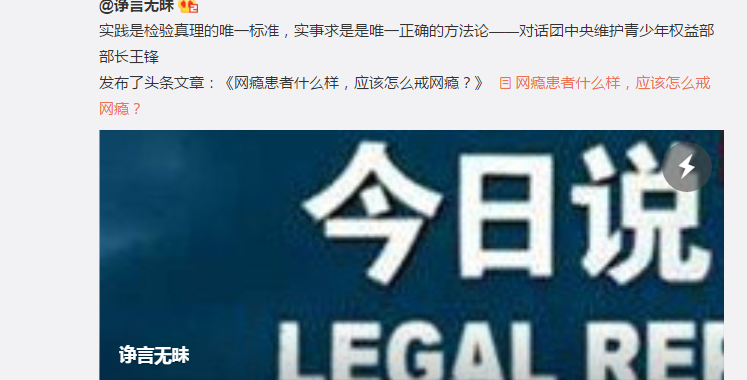 @诤言无昧
实践是检验真理的唯一标准，实事求是是唯一正确的方法论——对话团中央维护青少年权益部
部长王锋
发布了头条文章：《网瘾患者什么样，应该怎么戒网瘾？》 网瘾患者什么样，应该怎么戒
网瘾？
今日说
LEGAL REP
诤言无昧